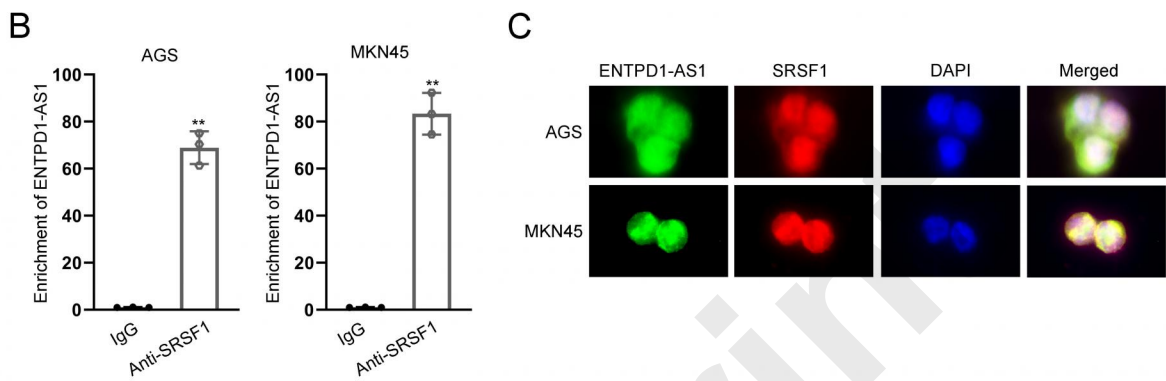 B
AGS
Enrichment of ENTPD1-AS1
100
80
60
40
20
0
**
IgG
Anti-SRSF1
MKN45
Enrichment of ENTPD1-AS1
100
80
60
40
20
0
**
IgG
Anti-SRSF1
C
ENTPD1-AS1 SRSF1 DAPI Merged
AGS
MKN45